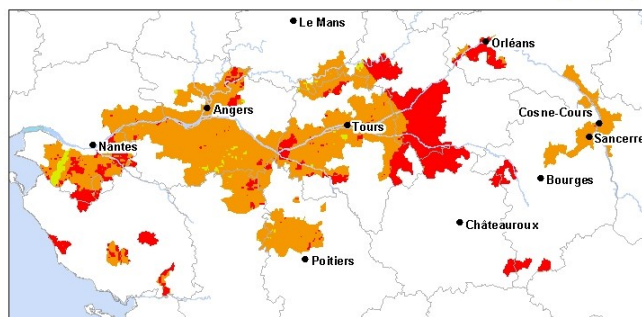 Le Mans
Orléans
Angers
Cosne-Cours
Tours
Sancerre
Nantes
Bourges
Châteauroux
Poitiers